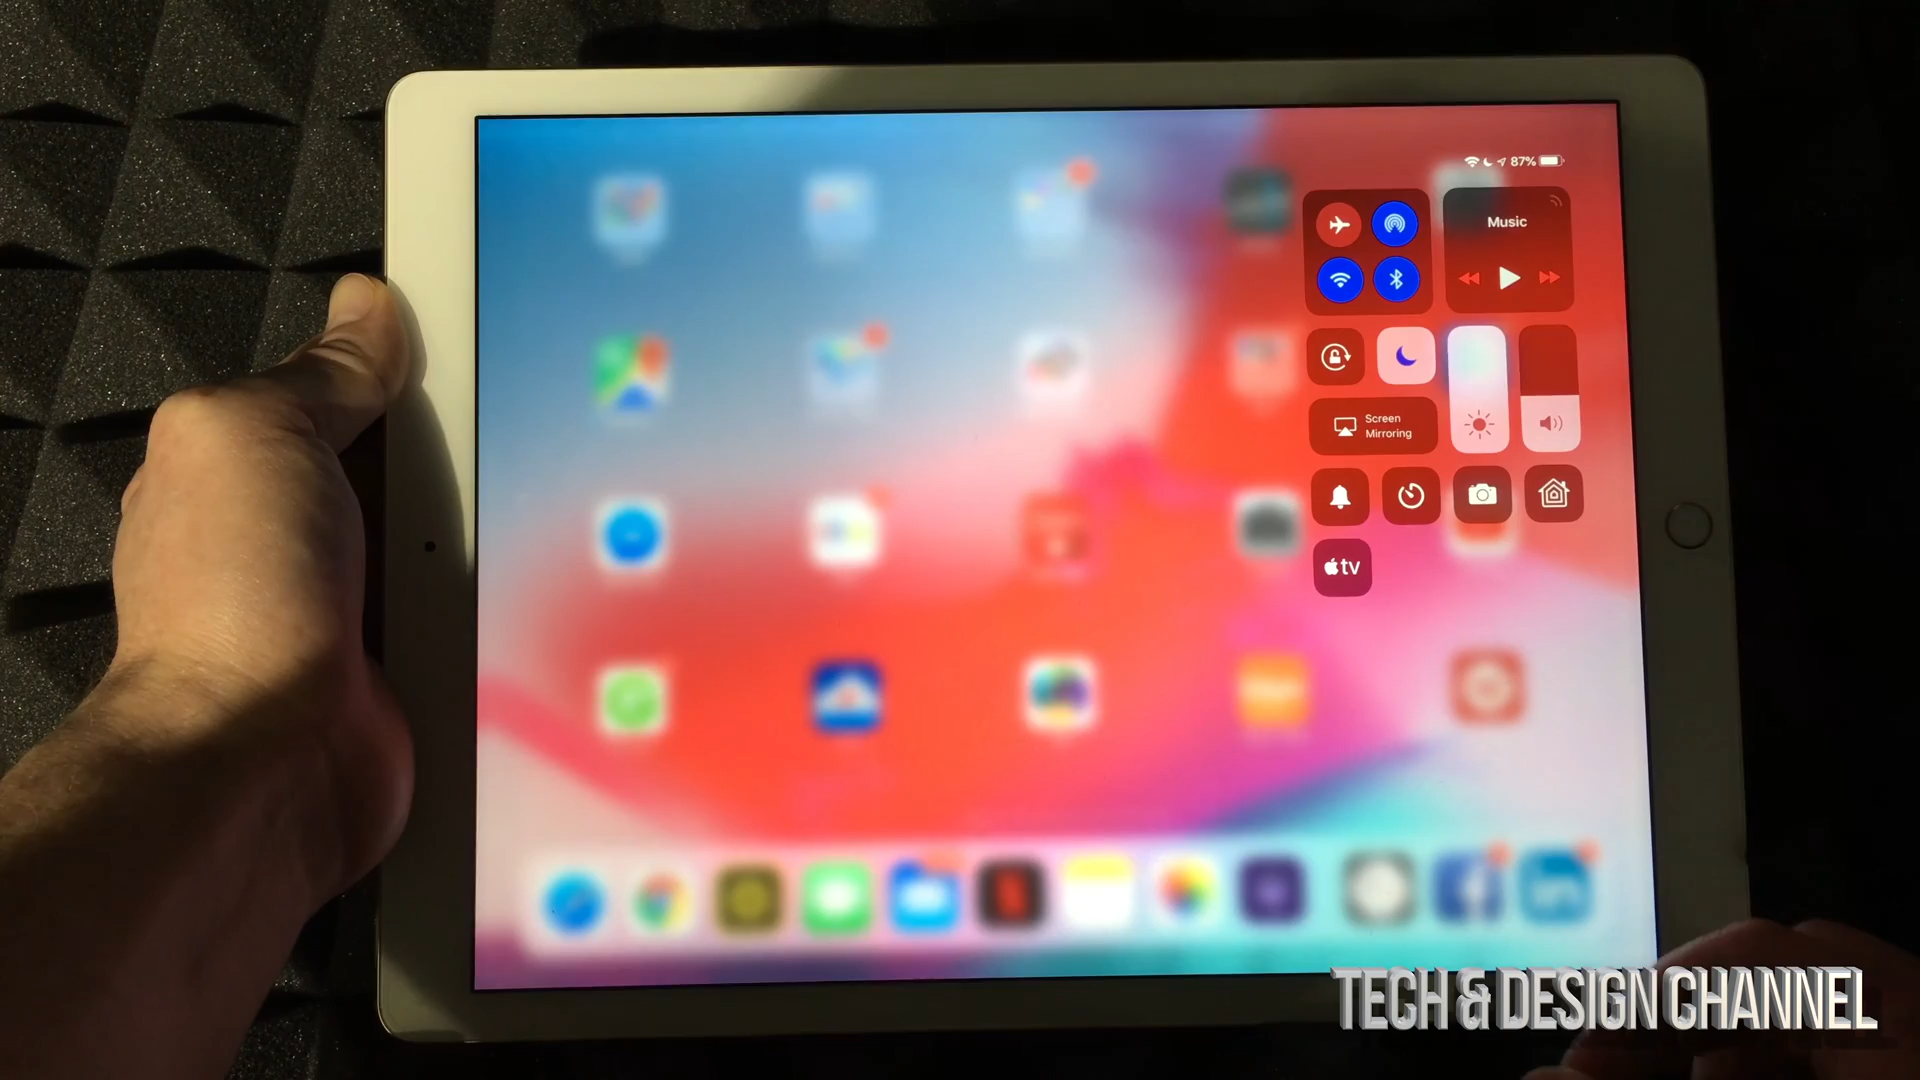 87%
Music
Screen
Mirroring
tv
TECH & DESIGN CHANNEL